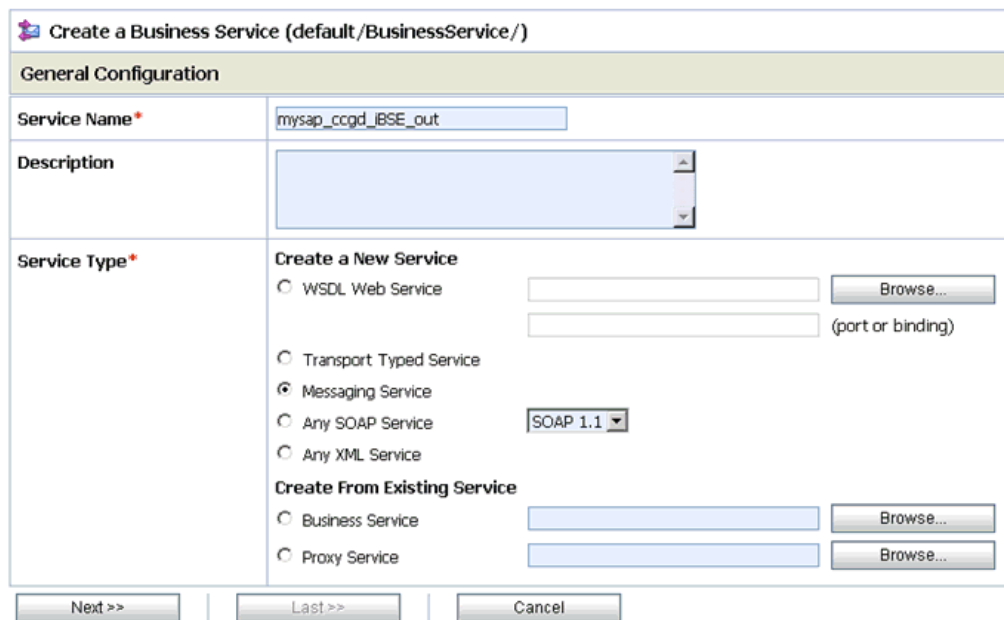 Create a Business Service (default/BusinessService/)
General Configuration
Service Name* mysap_ccgd_iBSE_out
Description
Service Type* Create a New Service
WSDL Web Service Browse...
(port or binding)
Transport Typed Service
Messaging Service
Any SOAP Service SOAP 1.1
Any XML Service
Create From Existing Service
Business Service Browse...
Proxy Service Browse...
Next >> Last >> Cancel